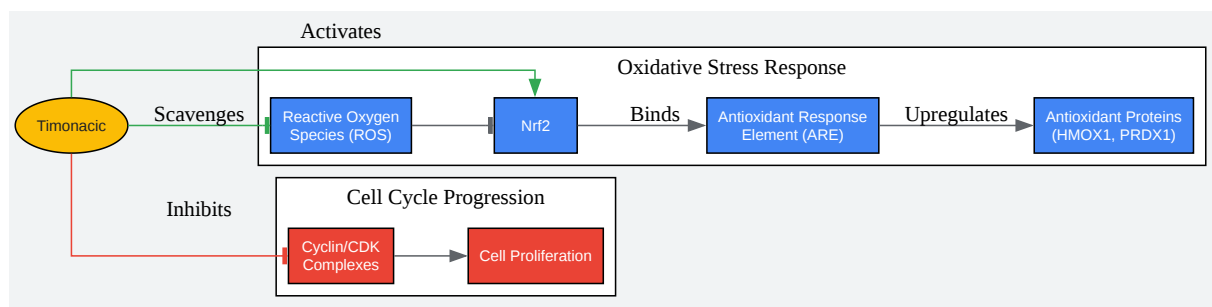 Activates
Oxidative Stress Response
Timonacic
Scavenges
Reactive Oxygen
Species (ROS)
Nrf2
Binds
Antioxidant Response
Element (ARE)
Upregulates
Antioxidant Proteins
(HMOX1, PRDX1)
Cell Cycle Progression
Inhibits
Cyclin/CDK
Complexes
Cell Proliferation